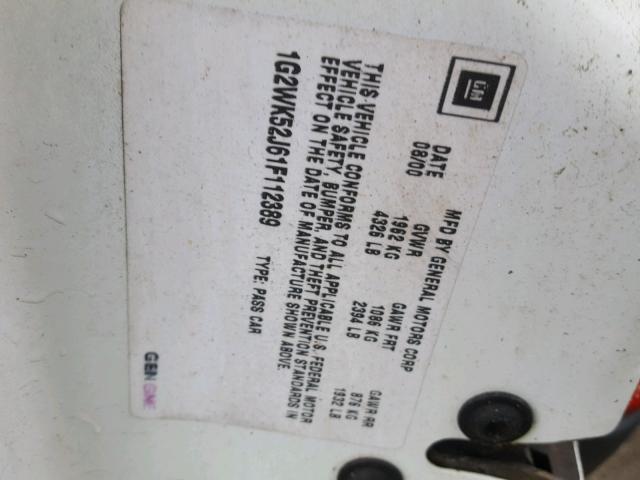 GM
MFD BY GENERAL MOTORS CORP
DATE GVWR GAWR FRT GAWR RR
08/00 1962 KG 1086 KG 876 KG
4326 LB 2394 LB 1932 LB
THIS VEHICLE CONFORMS TO ALL APPLICABLE U.S. FEDERAL MOTOR
VEHICLE SAFETY, BUMPER, AND THEFT PREVENTION STANDARDS IN
EFFECT ON THE DATE OF MANUFACTURE SHOWN ABOVE.
1G2WK52J61F112389 TYPE: PASS CAR
GEN GME